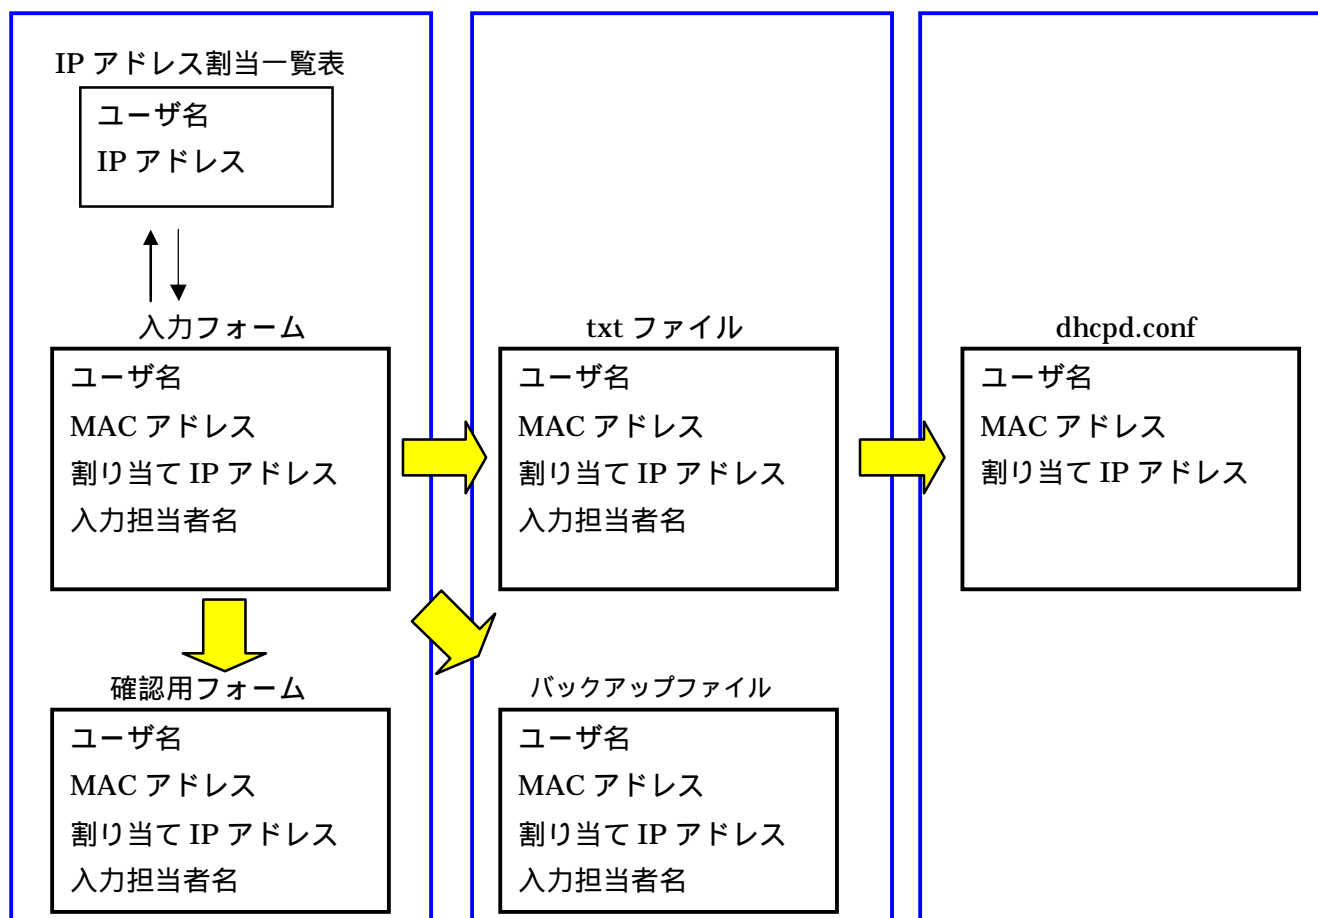 IP アドレス割当一覧表
ユーザ名
IP アドレス
入力フォーム
ユーザ名
MAC アドレス
割り当て IP アドレス
入力担当者名
確認用フォーム
ユーザ名
MAC アドレス
割り当て IP アドレス
入力担当者名
txt ファイル
ユーザ名
MAC アドレス
割り当て IP アドレス
入力担当者名
バックアップファイル
ユーザ名
MAC アドレス
割り当て IP アドレス
入力担当者名
dhcpd.conf
ユーザ名
MAC アドレス
割り当て IP アドレス